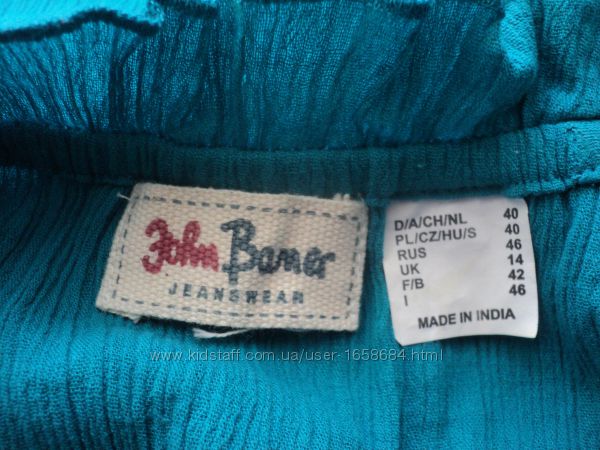 John Baner
JEANSWEAR
D/A/CH/NL 40
PL/CZ/HU/S 40
RUS 46
UK 14
F/B 42
I 46
MADE IN INDIA
www.kidstaff.com.ua/user-1658684.html